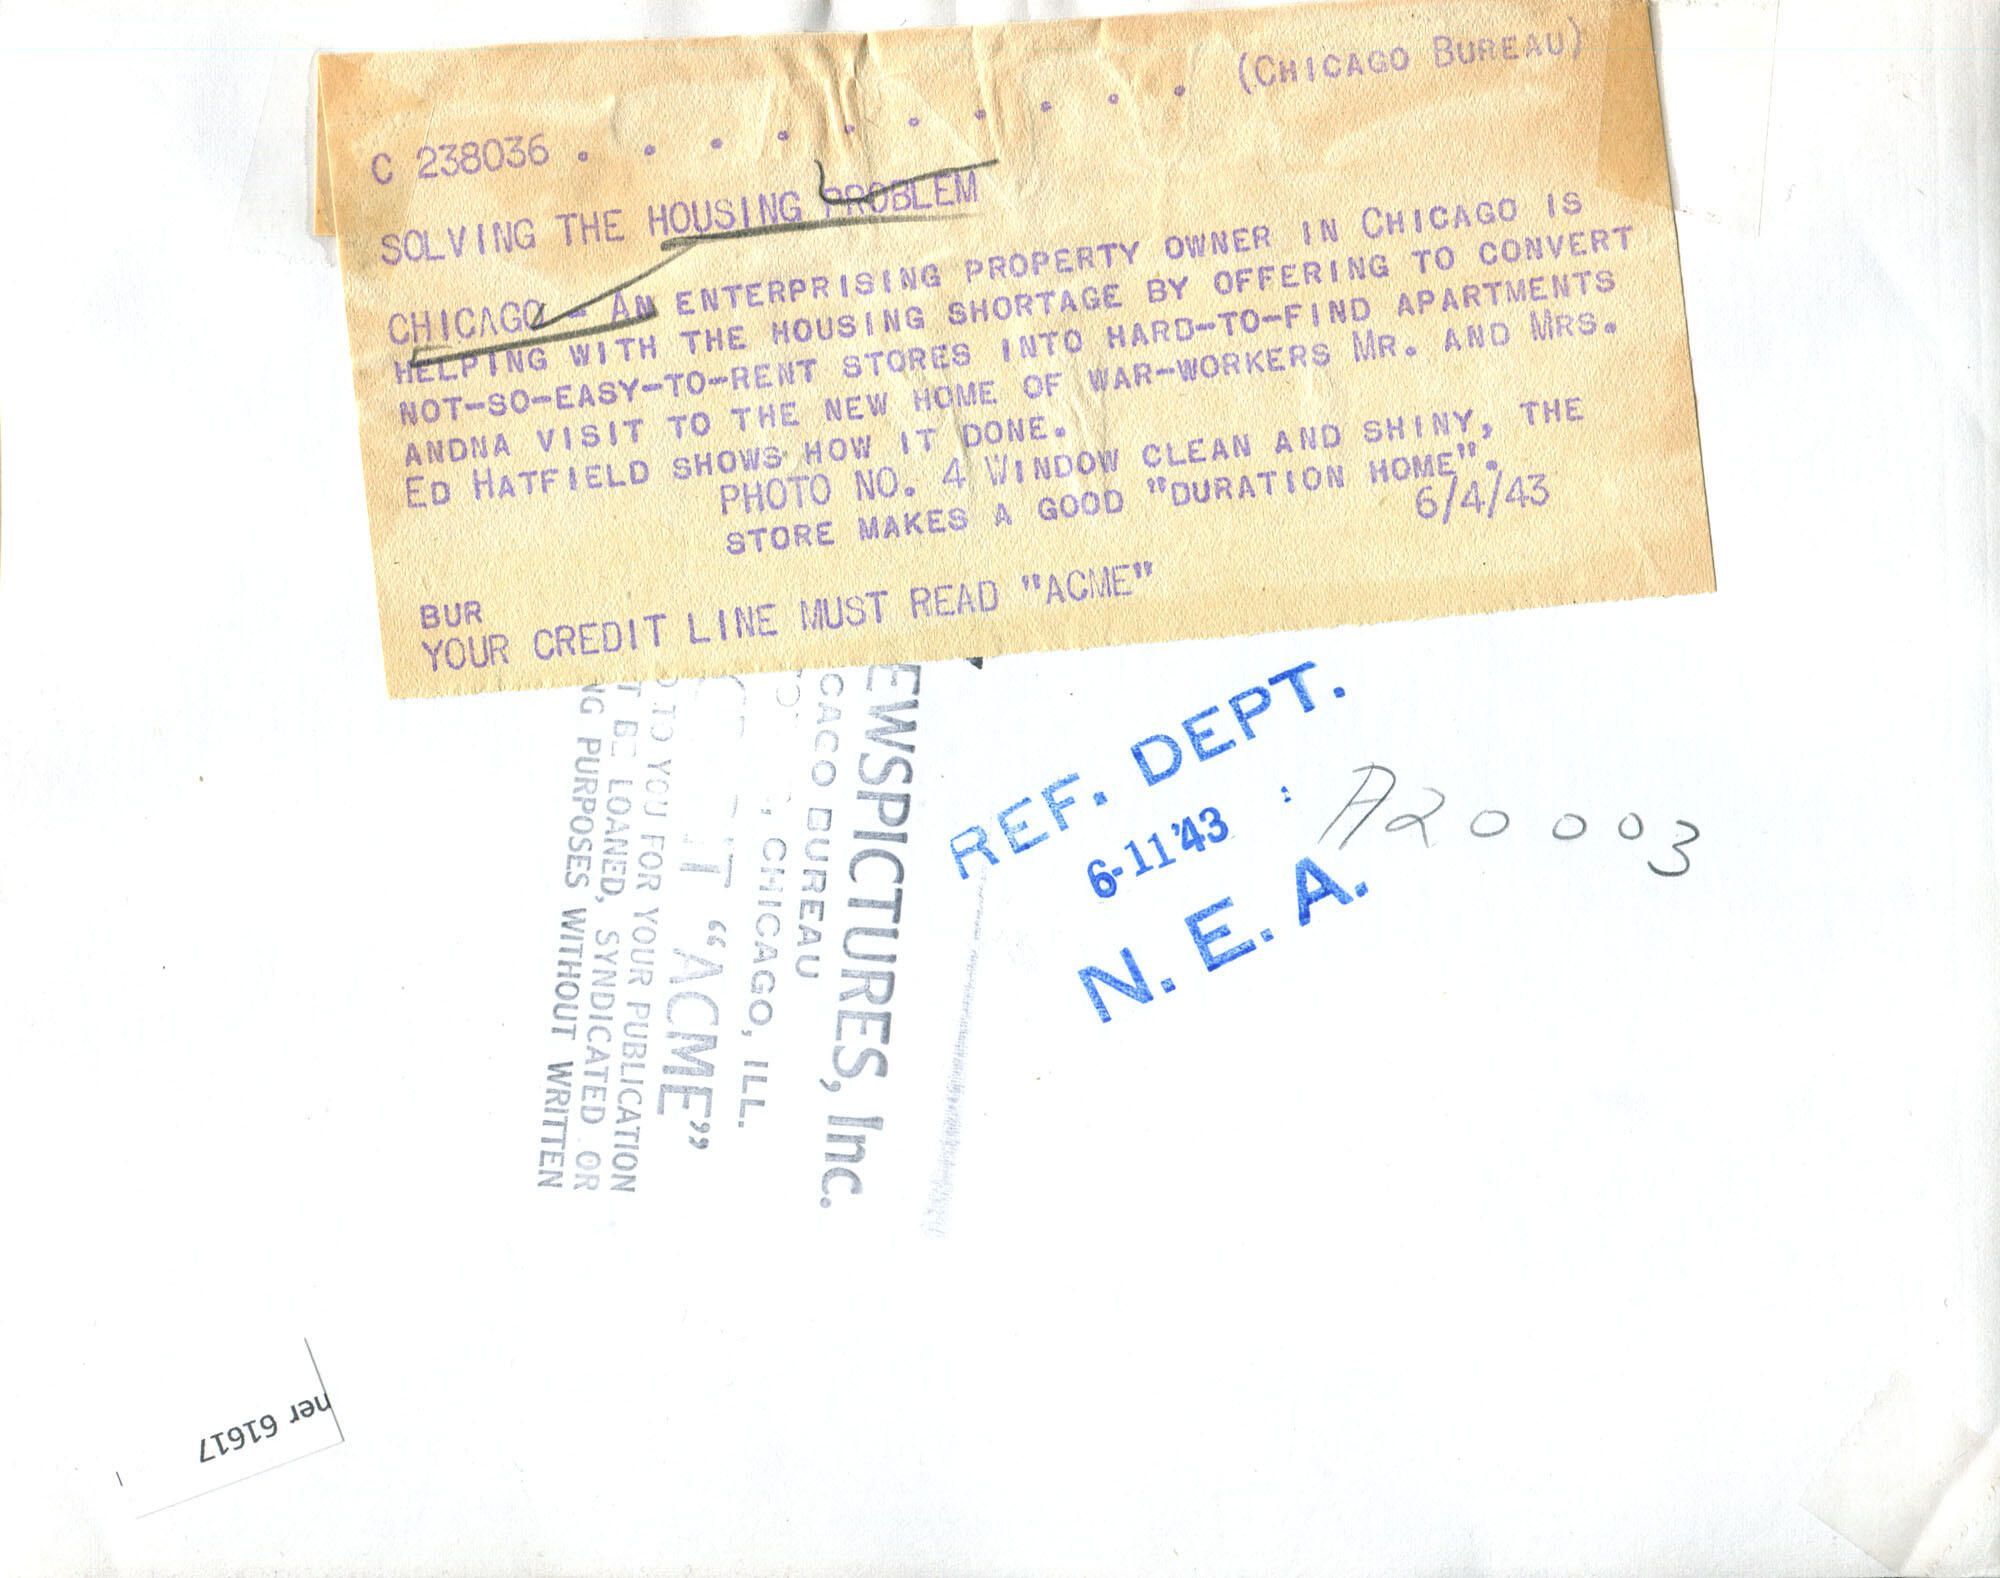 C 238036 . . . . . . . . . . (CHICAGO BUREAU)
SOLVING THE HOUSING PROBLEM
CHICAGO - AN ENTERPRISING PROPERTY OWNER IN CHICAGO IS
HELPING WITH THE HOUSING SHORTAGE BY OFFERING TO CONVERT
NOT-SO-EASY-TO-RENT STORES INTO HARD-TO-FIND APARTMENTS
ANDNA VISIT TO THE NEW HOME OF WAR-WORKERS MR. AND MRS.
ED HATFIELD SHOWS HOW IT DONE.
PHOTO NO. 4 WINDOW CLEAN AND SHINY, THE
STORE MAKES A GOOD "DURATION HOME".
6/4/43
BUR
YOUR CREDIT LINE MUST READ "ACME"
EWSPICTURES, Inc.
CAGO BUREAU
, CHICAGO, ILL.
"ACME"
TO YOU FOR YOUR PUBLICATION
T BE LOANED, SYNDICATED OR
NG PURPOSES WITHOUT WRITTEN
REF. DEPT.
6-11'43
N. E. A.
A20003
her 61617